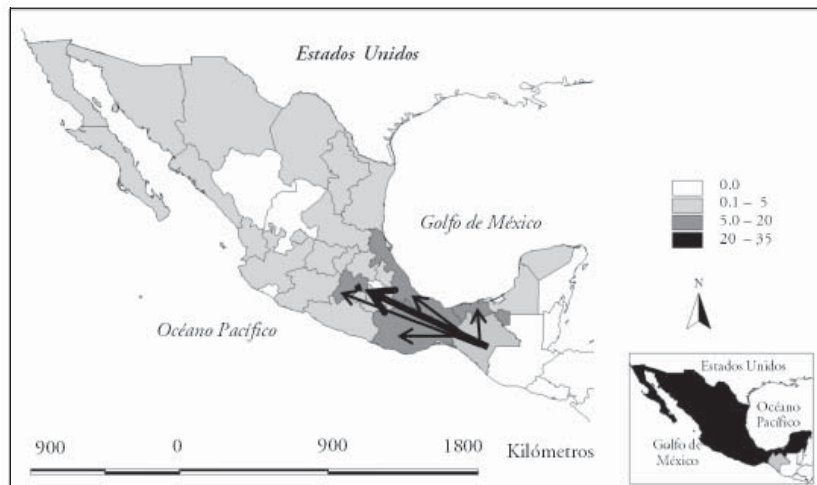 Estados Unidos
Golfo de México
Océano Pacífico
0.0
0.1 – 5
5.0 – 20
20 – 35
N
900
0
900
1800
Kilómetros
Estados Unidos
Océano
Pacífico
Golfo de
México